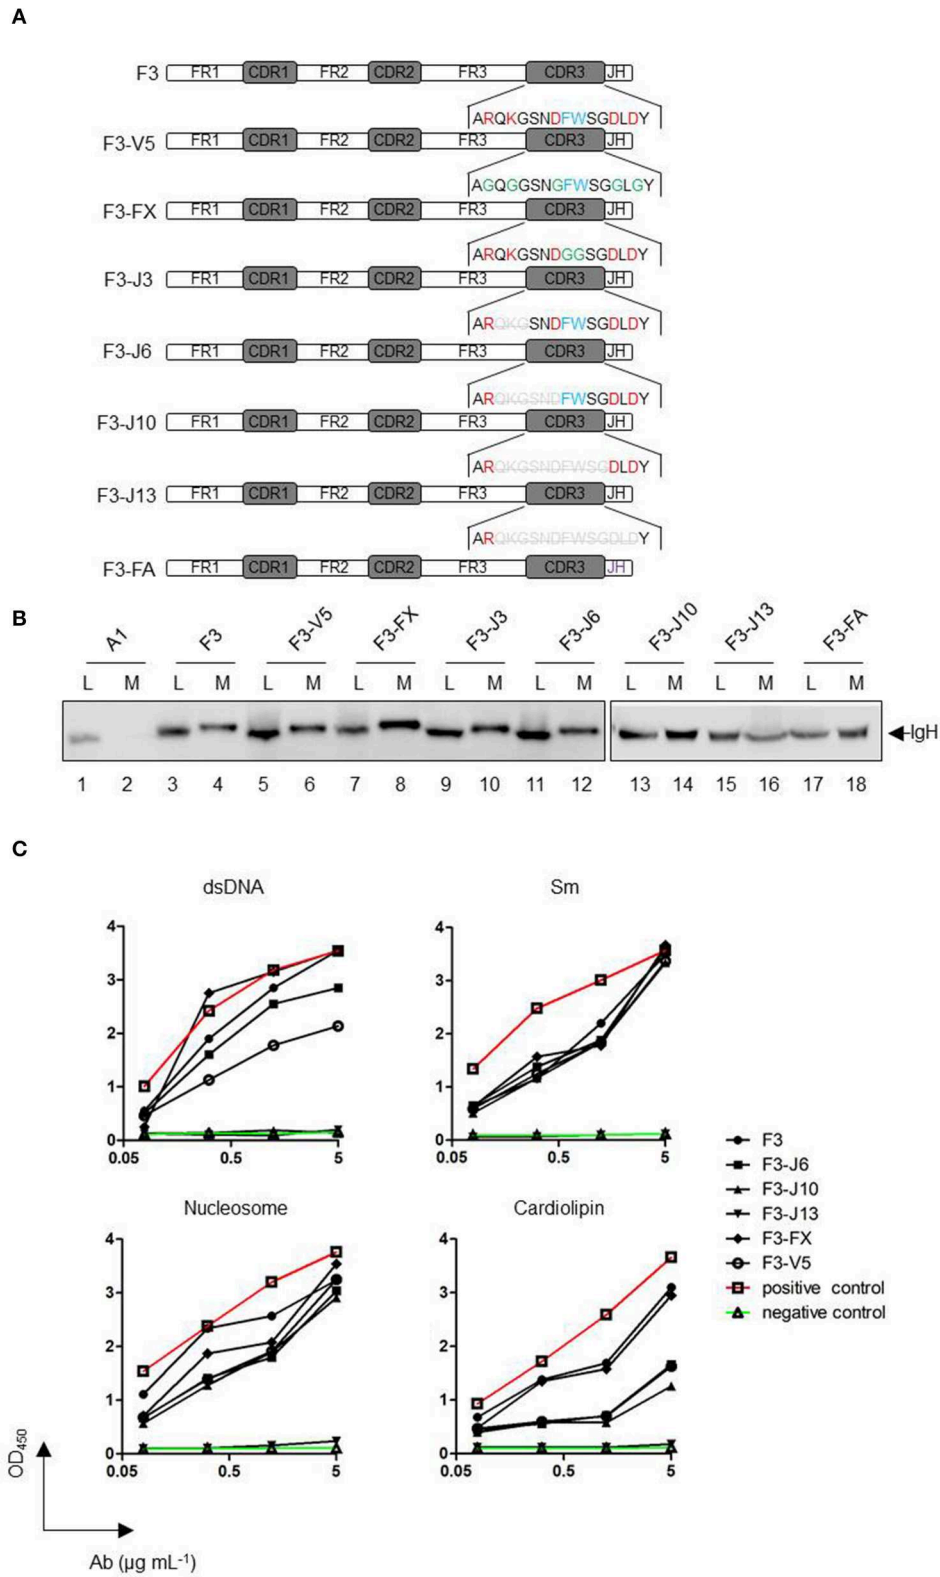 A
F3 FR1 CDR1 FR2 CDR2 FR3 CDR3 JH
ARQKGSNDFWSGDLDY
F3-V5 FR1 CDR1 FR2 CDR2 FR3 CDR3 JH
AGQGGSNGFWSGGLGY
F3-FX FR1 CDR1 FR2 CDR2 FR3 CDR3 JH
ARQKGSNDGGSGDLDY
F3-J3 FR1 CDR1 FR2 CDR2 FR3 CDR3 JH
ARQKGSNDFWSGDLDY
F3-J6 FR1 CDR1 FR2 CDR2 FR3 CDR3 JH
ARQKGSNDFWSGDLDY
F3-J10 FR1 CDR1 FR2 CDR2 FR3 CDR3 JH
ARQKGSNDFWSGDLDY
F3-J13 FR1 CDR1 FR2 CDR2 FR3 CDR3 JH
ARQKGSNDFWSGDLDY
F3-FA FR1 CDR1 FR2 CDR2 FR3 CDR3 JH
B
A1 F3 F3-V5 F3-FX F3-J3 F3-J6 F3-J10 F3-J13 F3-FA
L M L M L M L M L M L M L M L M L M
IgH
1 2 3 4 5 6 7 8 9 10 11 12 13 14 15 16 17 18
C
dsDNA
4
3
2
1
0
0.05 0.5 5
Sm
4
3
2
1
0
0.05 0.5 5
Nucleosome
4
3
2
1
0
0.05 0.5 5
Cardiolipin
4
3
2
1
0
0.05 0.5 5
F3
F3-J6
F3-J10
F3-J13
F3-FX
F3-V5
positive control
negative control
OD450
Ab (µg mL-1)